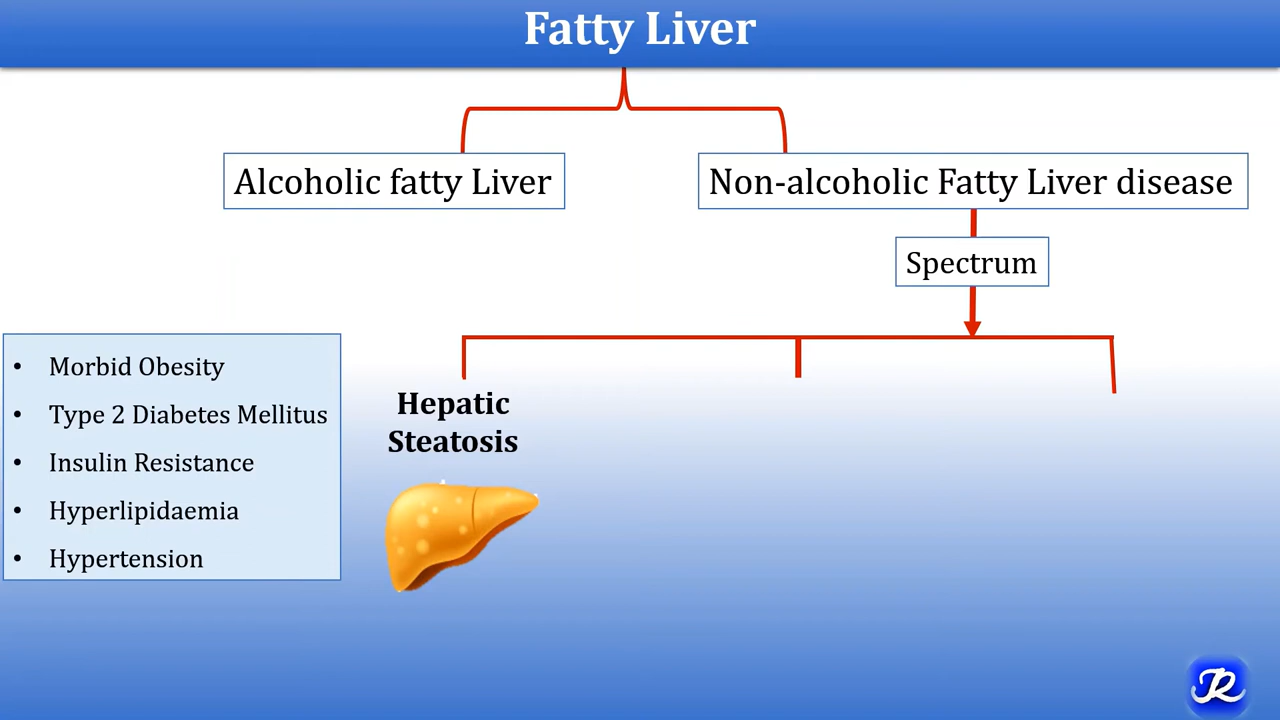 Fatty Liver
Alcoholic fatty Liver
Non-alcoholic Fatty Liver disease
Spectrum
• Morbid Obesity
• Type 2 Diabetes Mellitus
• Insulin Resistance
• Hyperlipidaemia
• Hypertension
Hepatic
Steatosis
JR